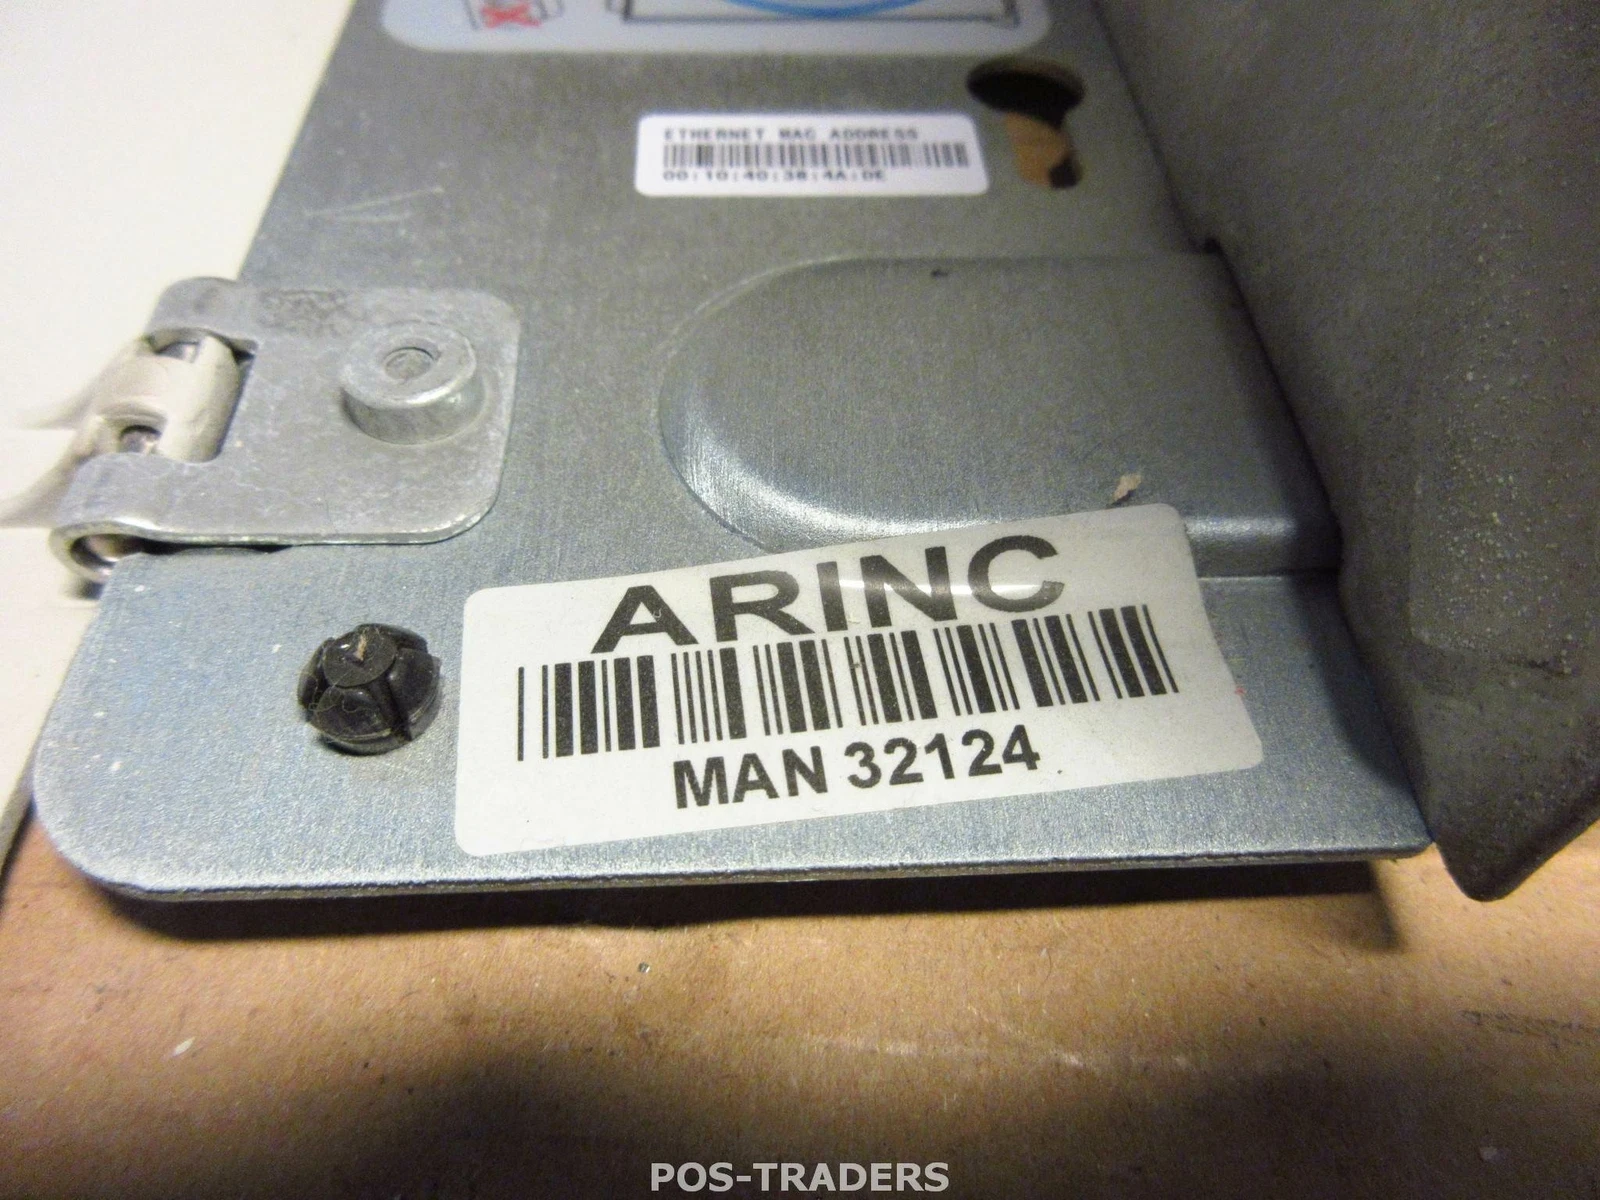 ETHERNET MAC ADDRESS
00:10:40:38:4A:DE
ARINC
MAN 32124
POS-TRADERS